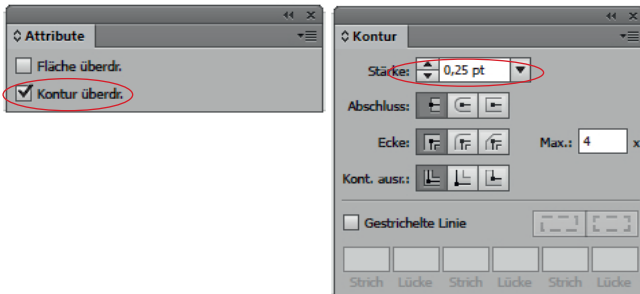 Attribute
Fläche überdr.
Kontur überdr.
Kontur
Stärke: 0,25 pt
Abschluss:
Ecke: Max.: 4 x
Kont. ausr.:
Gestrichelte Linie
Strich Lücke Strich Lücke Strich Lücke